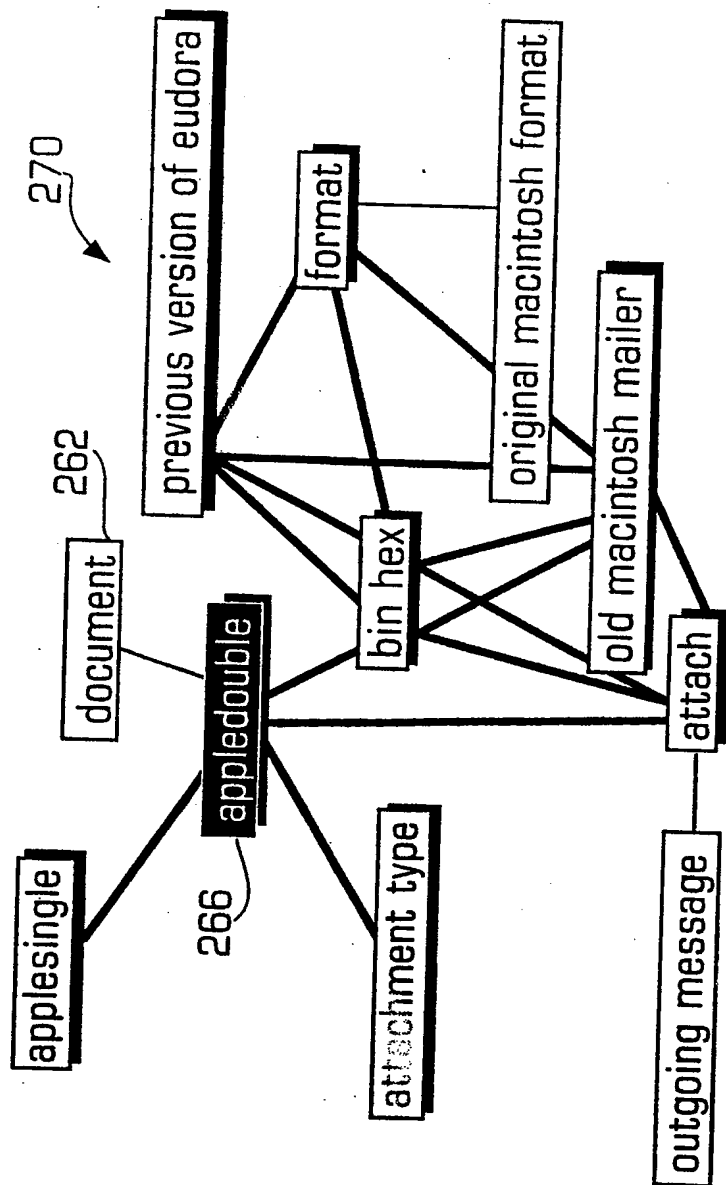 270
previous version of eudora
262
document
format
applesingle
appledouble
266
bin hex
original macintosh format
attachment type
old macintosh mailer
attach
outgoing message